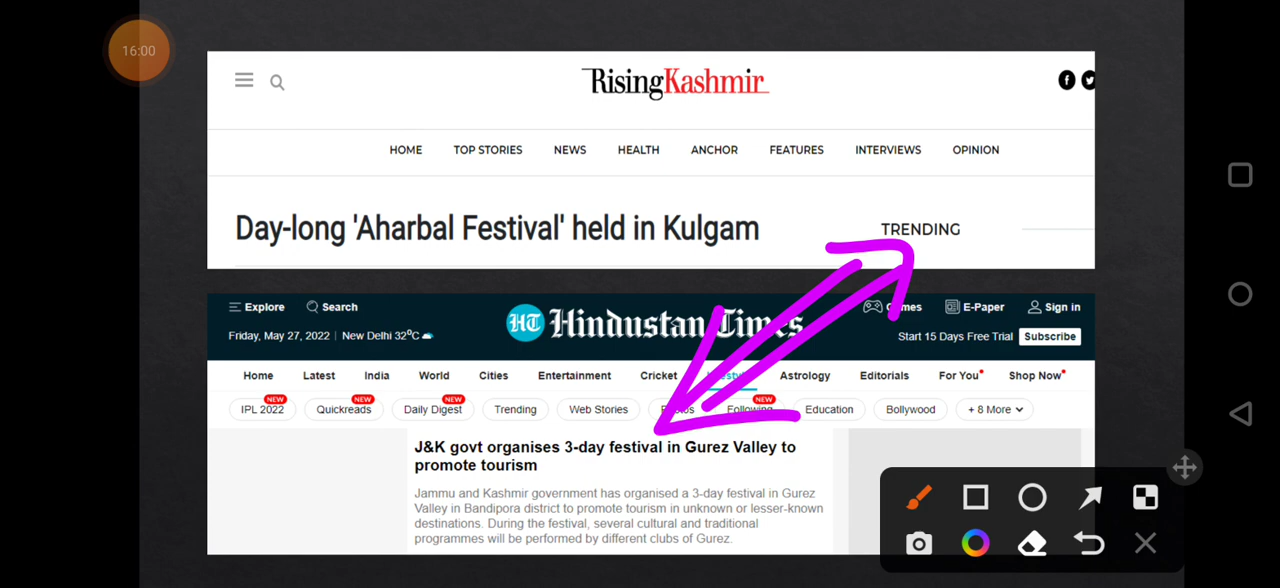 16:00
RisingKashmir
HOME TOP STORIES NEWS HEALTH ANCHOR FEATURES INTERVIEWS OPINION
Day-long 'Aharbal Festival' held in Kulgam
TRENDING
Explore Search
HT Hindustan Times
Games E-Paper Sign in
Friday, May 27, 2022 | New Delhi 32°C
Start 15 Days Free Trial Subscribe
Home Latest India World Cities Entertainment Cricket Astrology Editorials For You Shop Now
NEW NEW NEW NEW
IPL 2022 Quickreads Daily Digest Trending Web Stories Photos Following Education Bollywood + 8 More
J&K govt organises 3-day festival in Gurez Valley to
promote tourism
Jammu and Kashmir government has organised a 3-day festival in Gurez
Valley in Bandipora district to promote tourism in unknown or lesser-known
destinations. During the festival, several cultural and traditional
programmes will be performed by different clubs of Gurez.